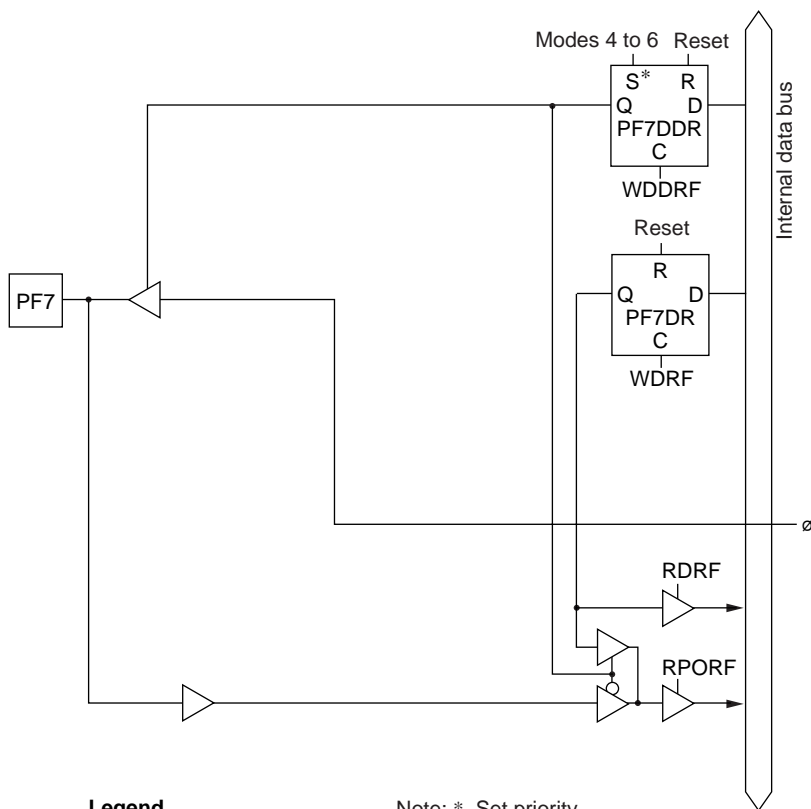 Modes 4 to 6 Reset
S* R
Q D
PF7DDR
C
WDDRF
Internal data bus
Reset
R
Q D
PF7DR
C
WDRF
PF7
ø
RDRF
RPORF
Legend
Note: * Set priority